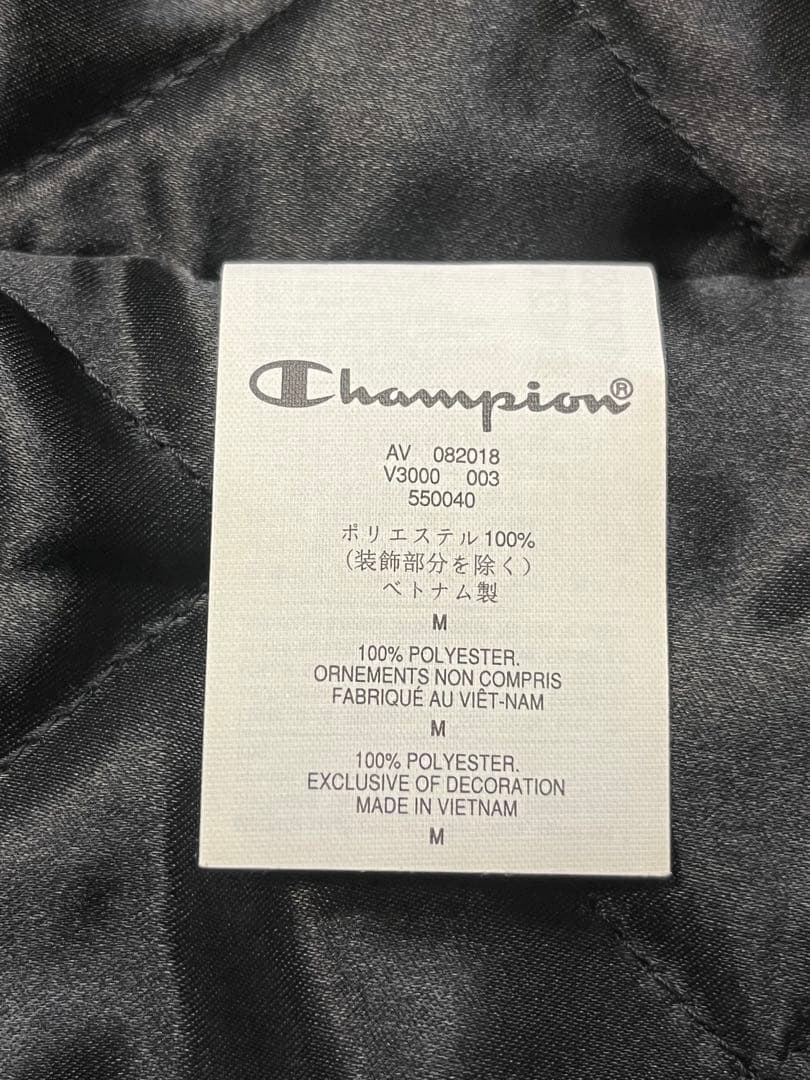 Champion®
AV 082018
V3000 003
550040
ポリエステル100%
(装飾部分を除く)
ベトナム製
M
100% POLYESTER.
ORNEMENTS NON COMPRIS
FABRIQUÉ AU VIÊT-NAM
M
100% POLYESTER.
EXCLUSIVE OF DECORATION
MADE IN VIETNAM
M